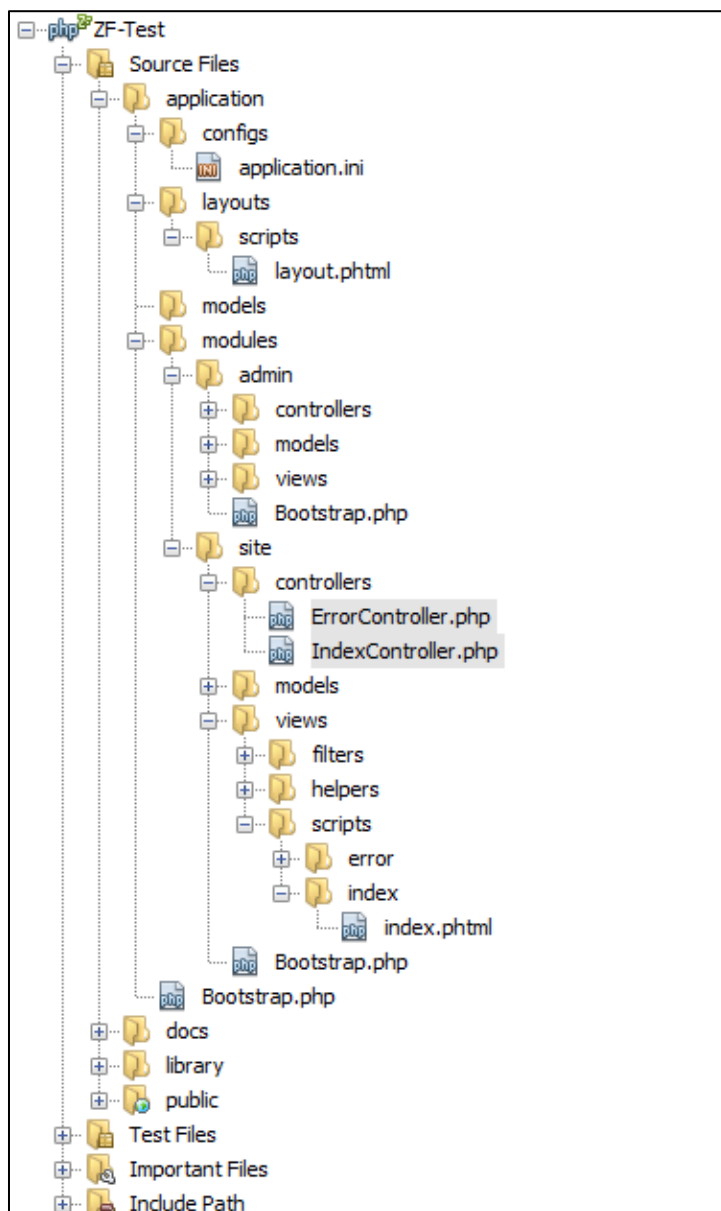 ZF-Test
Source Files
application
configs
application.ini
layouts
scripts
layout.phtml
models
modules
admin
controllers
models
views
Bootstrap.php
site
controllers
ErrorController.php
IndexController.php
models
views
filters
helpers
scripts
error
index
index.phtml
Bootstrap.php
Bootstrap.php
docs
library
public
Test Files
Important Files
Include Path